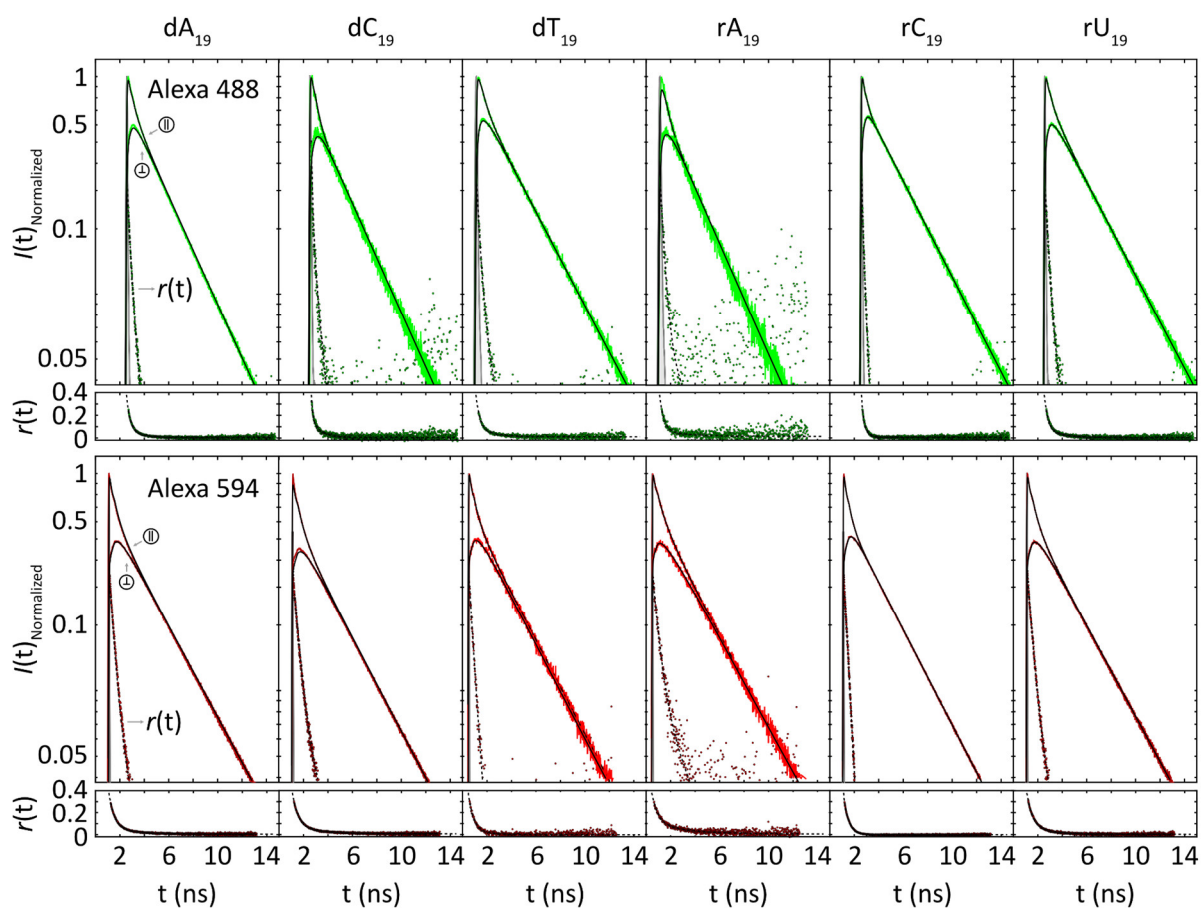 dA19 dC19 dT19 rA19 rC19 rU19
1 Alexa 488
0.5 ∥
⊥
I(t)Normalized
0.1
r(t)
0.05
0.4
r(t) 0.2
0
1 Alexa 594
0.5 ∥
⊥
I(t)Normalized
0.1
r(t)
0.05
0.4
r(t) 0.2
0
2 6 10 14 2 6 10 14 2 6 10 14 2 6 10 14 2 6 10 14 2 6 10 14
t (ns) t (ns) t (ns) t (ns) t (ns) t (ns)